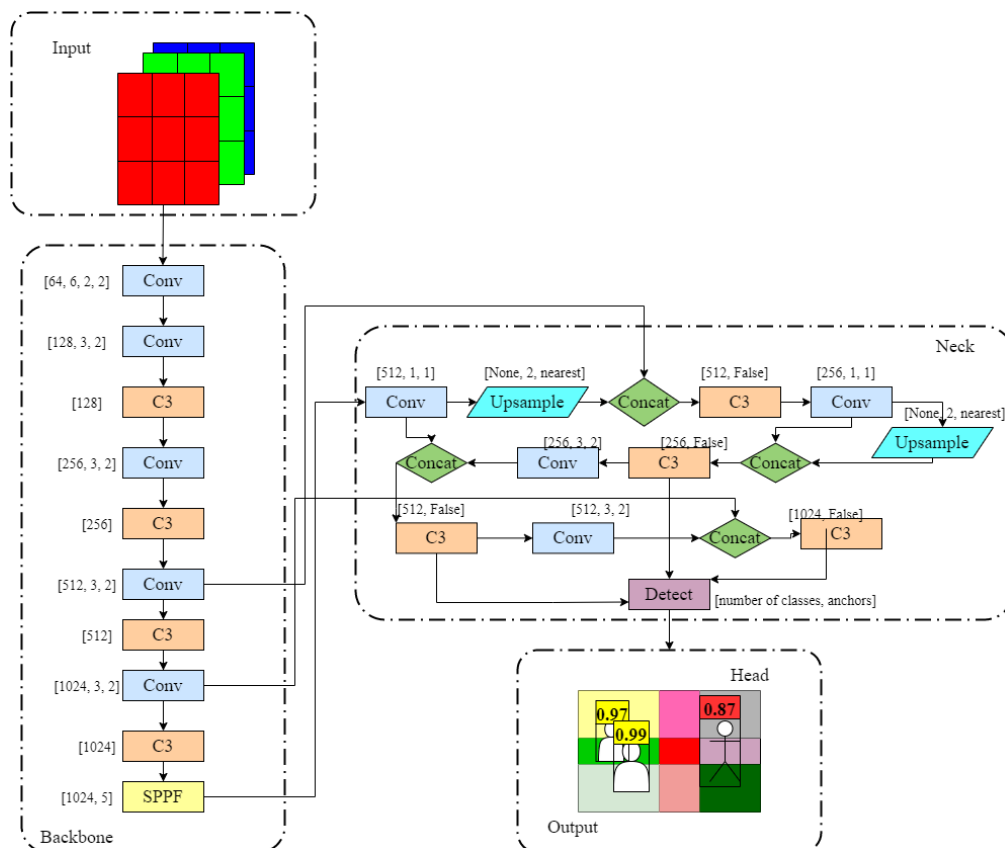 Input
[64, 6, 2, 2]
Conv
[128, 3, 2]
Conv
[128]
C3
[256, 3, 2]
Conv
[256]
C3
[512, 3, 2]
Conv
[512]
C3
[1024, 3, 2]
Conv
[1024]
C3
[1024, 5]
SPPF
Backbone
Neck
[512, 1, 1]
Conv
[None, 2, nearest]
Upsample
Concat
[512, False]
C3
[256, 1, 1]
Conv
[None, 2, nearest]
Upsample
Concat
[256, False]
C3
[256, 3, 2]
Conv
Concat
[512, False]
C3
[512, 3, 2]
Conv
Concat
[1024, False]
C3
Detect
[number of classes, anchors]
Head
0.97
0.99
0.87
Output